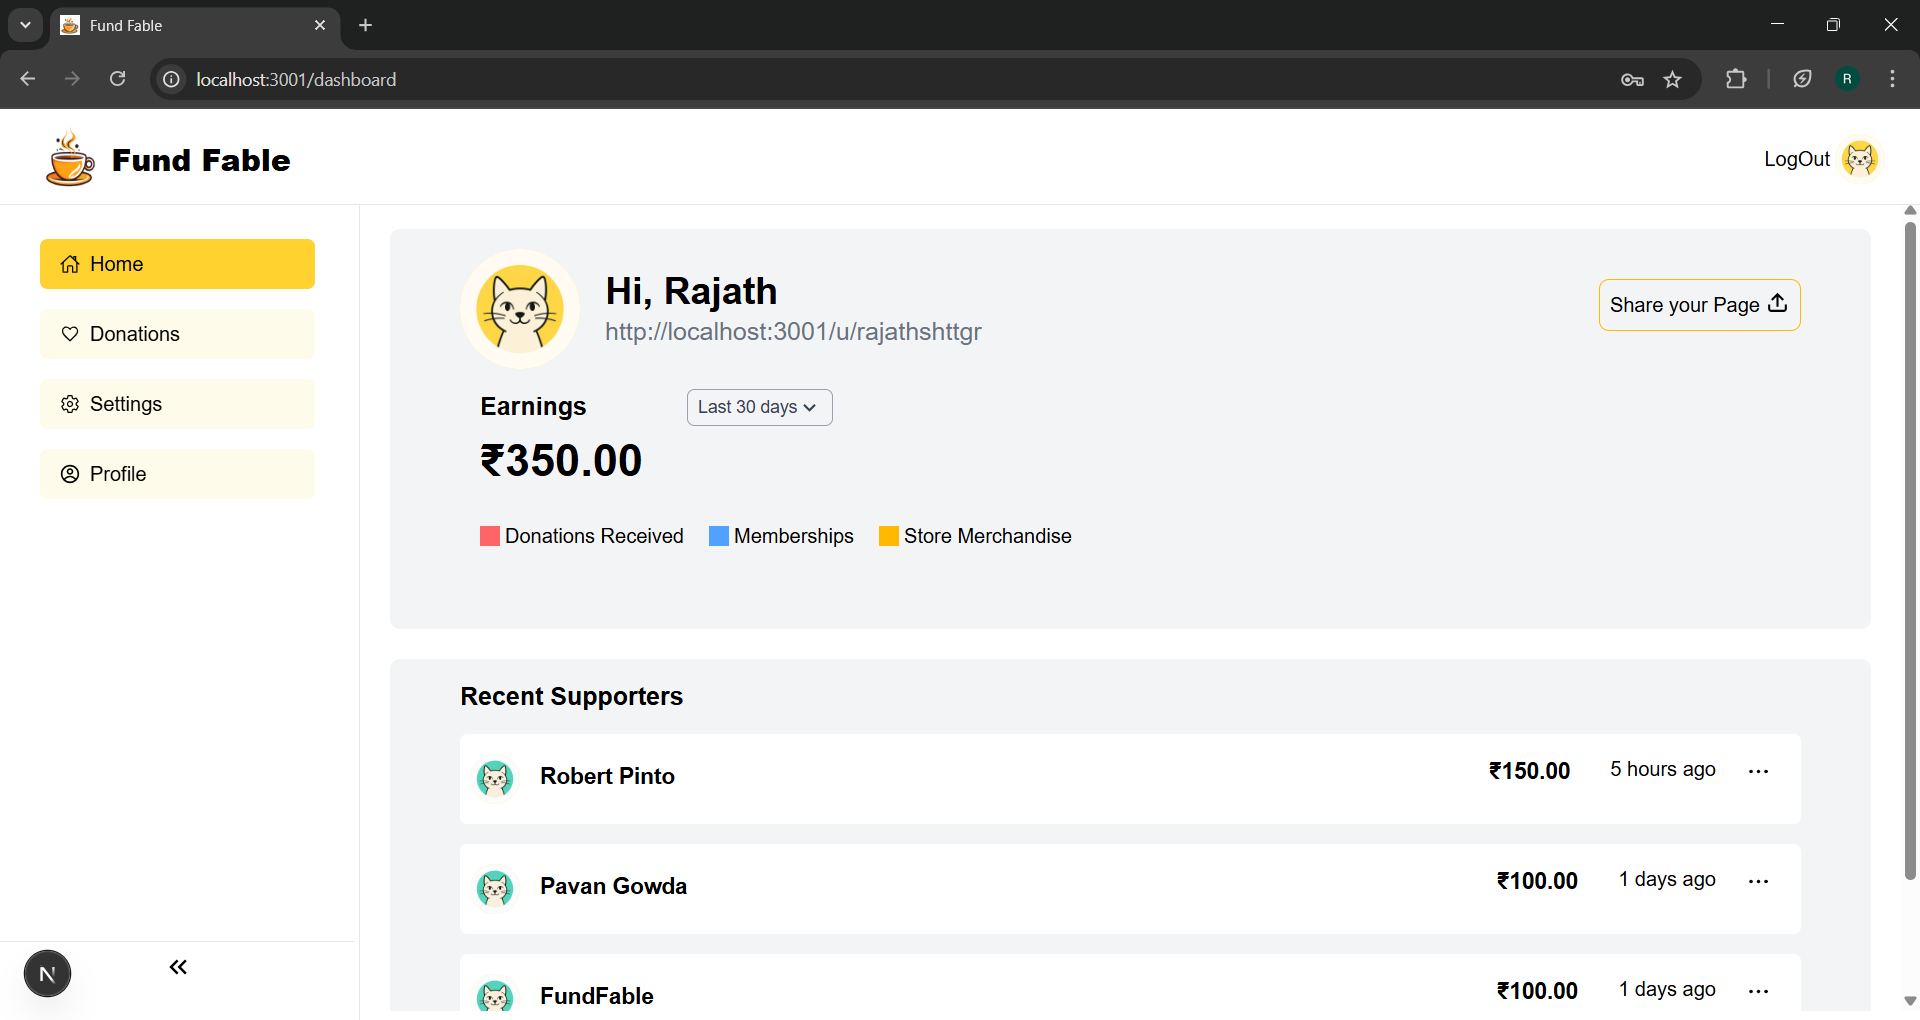 Fund Fable
localhost:3001/dashboard
R
Fund Fable
LogOut
Home
Donations
Settings
Profile
Hi, Rajath
http://localhost:3001/u/rajathshttgr
Share your Page
Earnings
Last 30 days
₹350.00
Donations Received Memberships Store Merchandise
Recent Supporters
Robert Pinto ₹150.00 5 hours ago ...
Pavan Gowda ₹100.00 1 days ago ...
FundFable ₹100.00 1 days ago ...
N